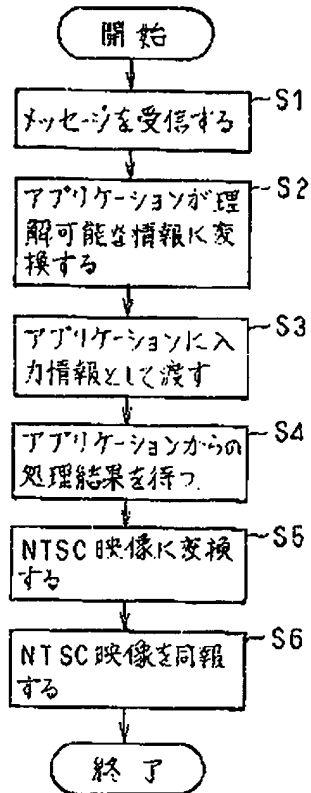 開始
メッセージを受信する
S1
アプリケーションが理
解可能な情報に変
換する
S2
アプリケーションに入
力情報として渡す
S3
アプリケーションからの
処理結果を待つ
S4
NTSC映像に変換
する
S5
NTSC映像を同報
する
S6
終了